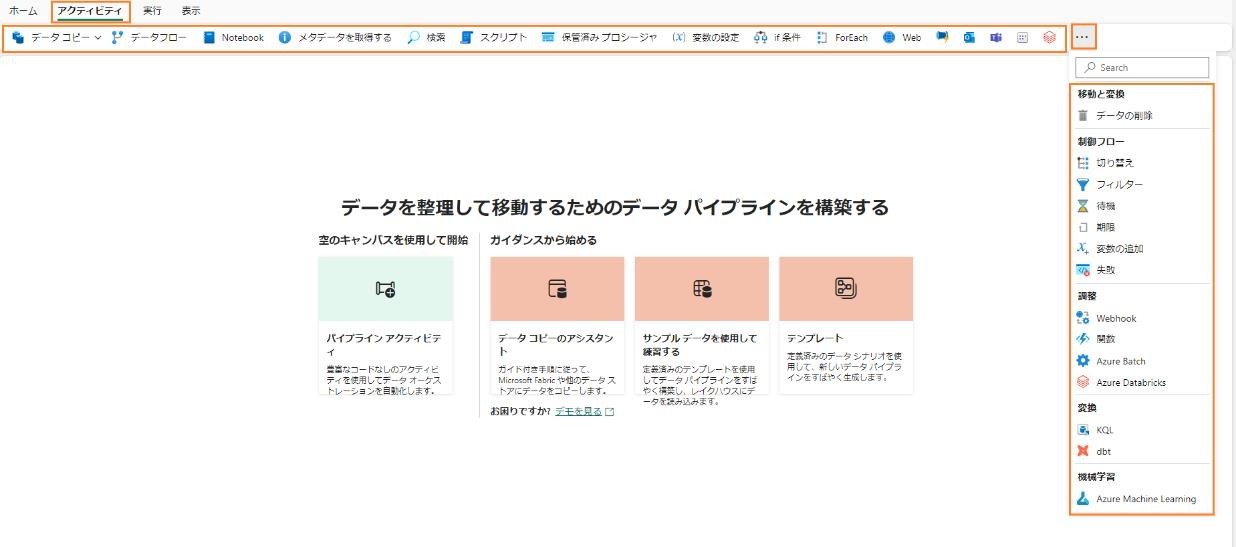 ホーム アクティビティ 実行 表示
データ コピー データフロー Notebook メタデータを取得する 検索 スクリプト 保管済み プロシージャ (x) 変数の設定 if 条件 ForEach Web ...
Search
移動と変換
データの削除
制御フロー
切り替え
フィルター
待機
期限
変数の追加
失敗
調整
Webhook
関数
Azure Batch
Azure Databricks
変換
KQL
dbt
機械学習
Azure Machine Learning
データを整理して移動するためのデータ パイプラインを構築する
空のキャンバスを使用して開始
パイプライン アクティビテ
ィ
豊富なコードなしのアクティビ
ティを使用してデータ オーケス
トレーションを自動化します。
ガイダンスから始める
データ コピーのアシスタン
ト
ガイド付き手順に従って、
Microsoft Fabric や他のデータ ス
トアにデータをコピーします。
サンプル データを使用して
練習する
定義済みのテンプレートを使用
してデータ パイプラインをすば
やく構築し、レイクハウスにデ
ータを読み込みます。
テンプレート
定義済みのデータ シナリオを使
用して、新しいデータ パイプラ
インをすばやく生成します。
お困りですか? デモを見る